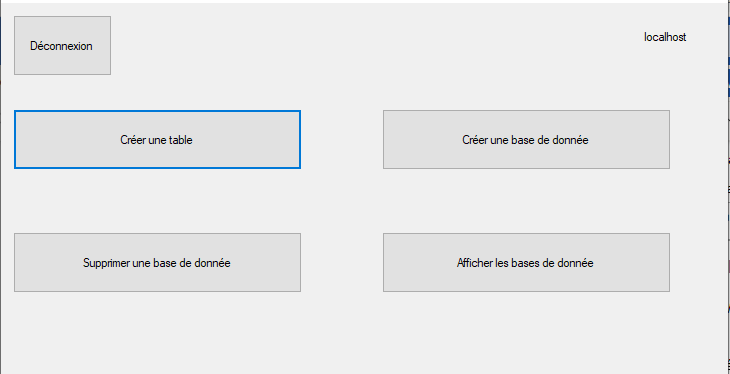 Déconnexion
localhost
Créer une table
Créer une base de donnée
Supprimer une base de donnée
Afficher les bases de donnée